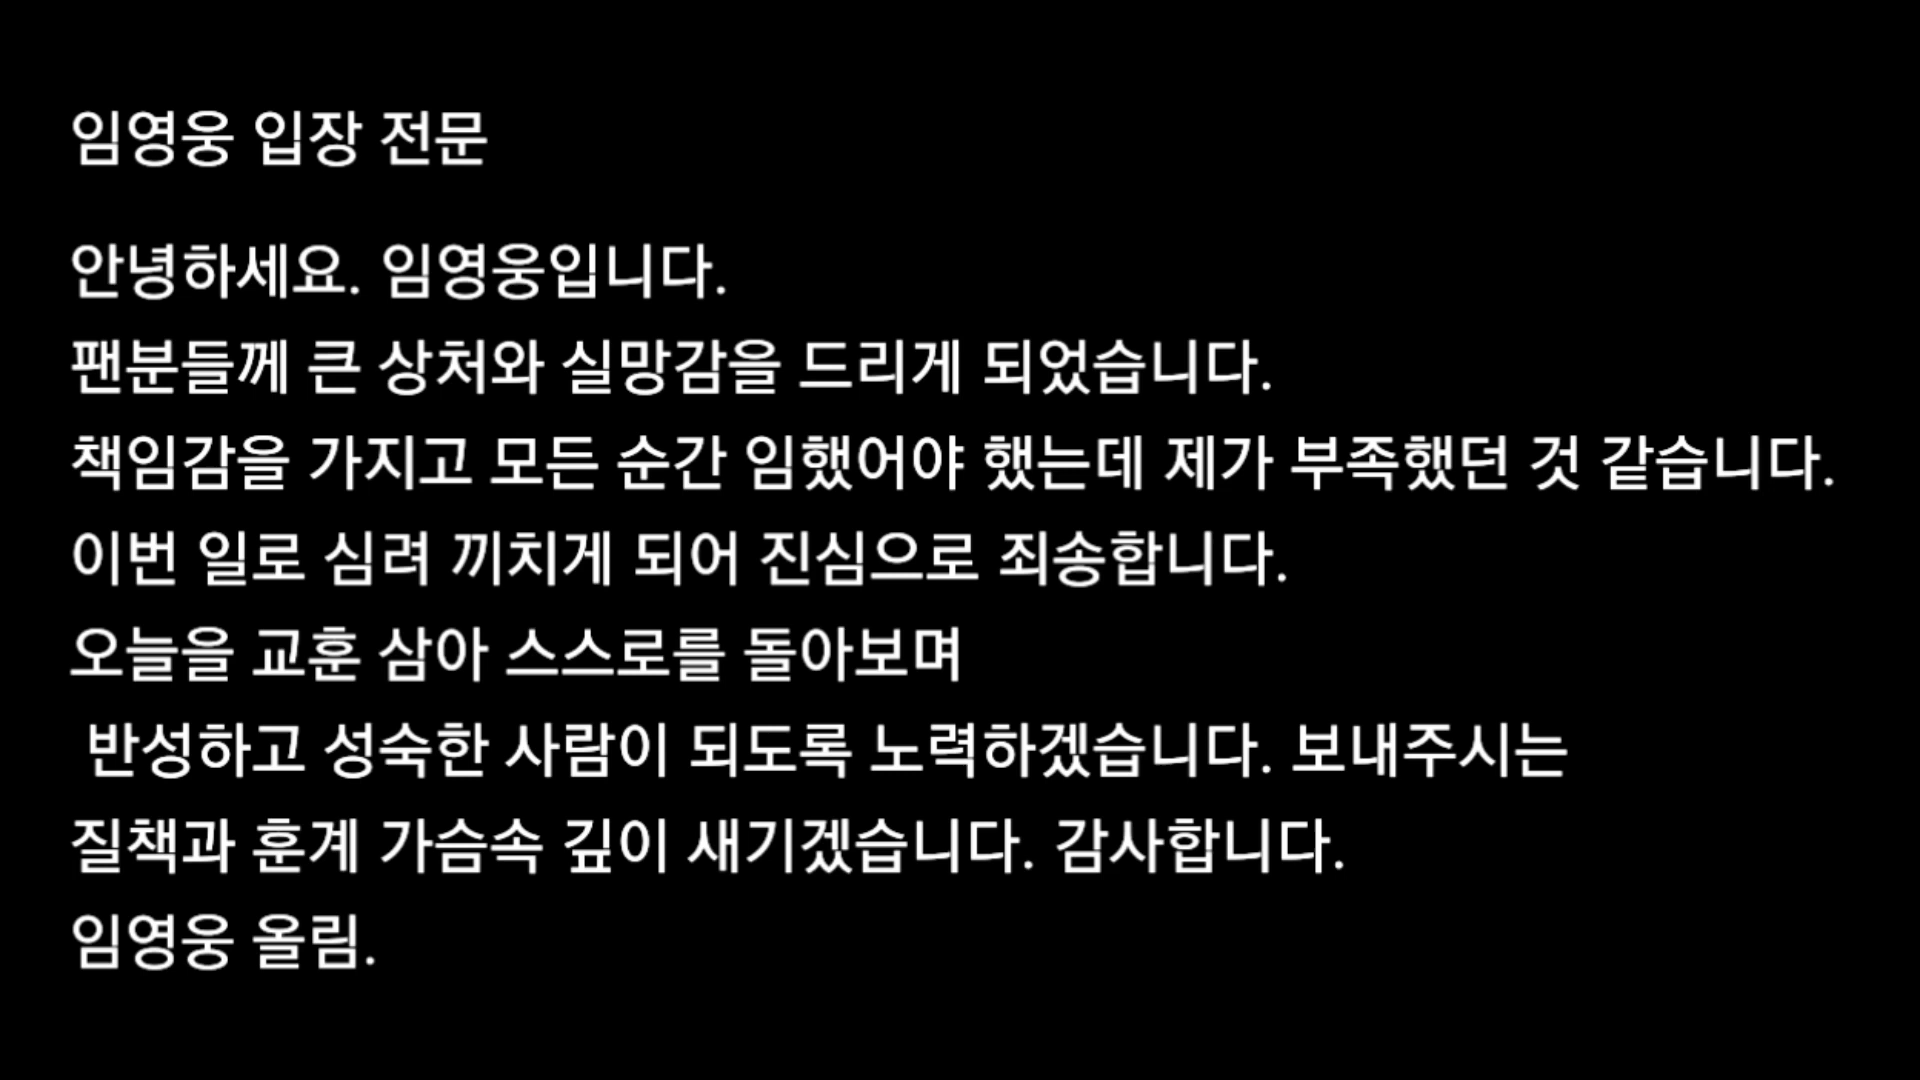 임영웅 입장 전문
안녕하세요. 임영웅입니다.
팬분들께 큰 상처와 실망감을 드리게 되었습니다.
책임감을 가지고 모든 순간 임했어야 했는데 제가 부족했던 것 같습니다.
이번 일로 심려 끼치게 되어 진심으로 죄송합니다.
오늘을 교훈 삼아 스스로를 돌아보며
반성하고 성숙한 사람이 되도록 노력하겠습니다. 보내주시는
질책과 훈계 가슴속 깊이 새기겠습니다. 감사합니다.
임영웅 올림.